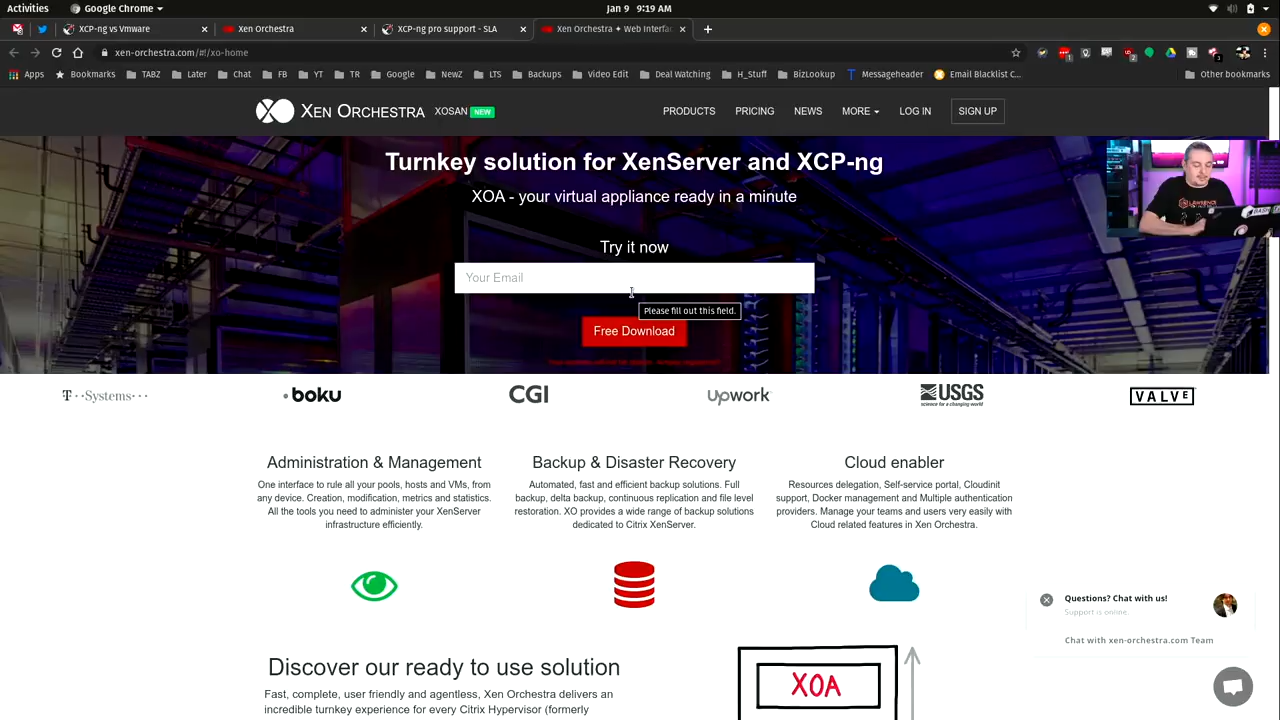 Activities
Google Chrome
Jan 9 9:19 AM
XCP-ng vs Vmware
Xen Orchestra
XCP-ng pro support - SLA
Xen Orchestra ✦ Web Interfac
xen-orchestra.com/#!/xo-home
Apps
Bookmarks
TABZ
Later
Chat
FB
YT
TR
Google
NewZ
LTS
Backups
Video Edit
Deal Watching
H_Stuff
BizLookup
Messageheader
Email Blacklist C...
Other bookmarks
XEN ORCHESTRA
XOSAN NEW
PRODUCTS
PRICING
NEWS
MORE
LOG IN
SIGN UP
Turnkey solution for XenServer and XCP-ng
XOA - your virtual appliance ready in a minute
Try it now
Your Email
Please fill out this field.
Free Download
T··Systems···
boku
CGI
Upwork
USGS
science for a changing world
VALVE
Administration & Management
One interface to rule all your pools, hosts and VMs, from
any device. Creation, modification, metrics and statistics.
All the tools you need to administer your XenServer
infrastructure efficiently.
Backup & Disaster Recovery
Automated, fast and efficient backup solutions. Full
backup, delta backup, continuous replication and file level
restoration. XO provides a wide range of backup solutions
dedicated to Citrix XenServer.
Cloud enabler
Resources delegation, Self-service portal, Cloudinit
support, Docker management and Multiple authentication
providers. Manage your teams and users very easily with
Cloud related features in Xen Orchestra.
Questions? Chat with us!
Support is online.
Chat with xen-orchestra.com Team
Discover our ready to use solution
Fast, complete, user friendly and agentless, Xen Orchestra delivers an
incredible turnkey experience for every Citrix Hypervisor (formerly
XOA